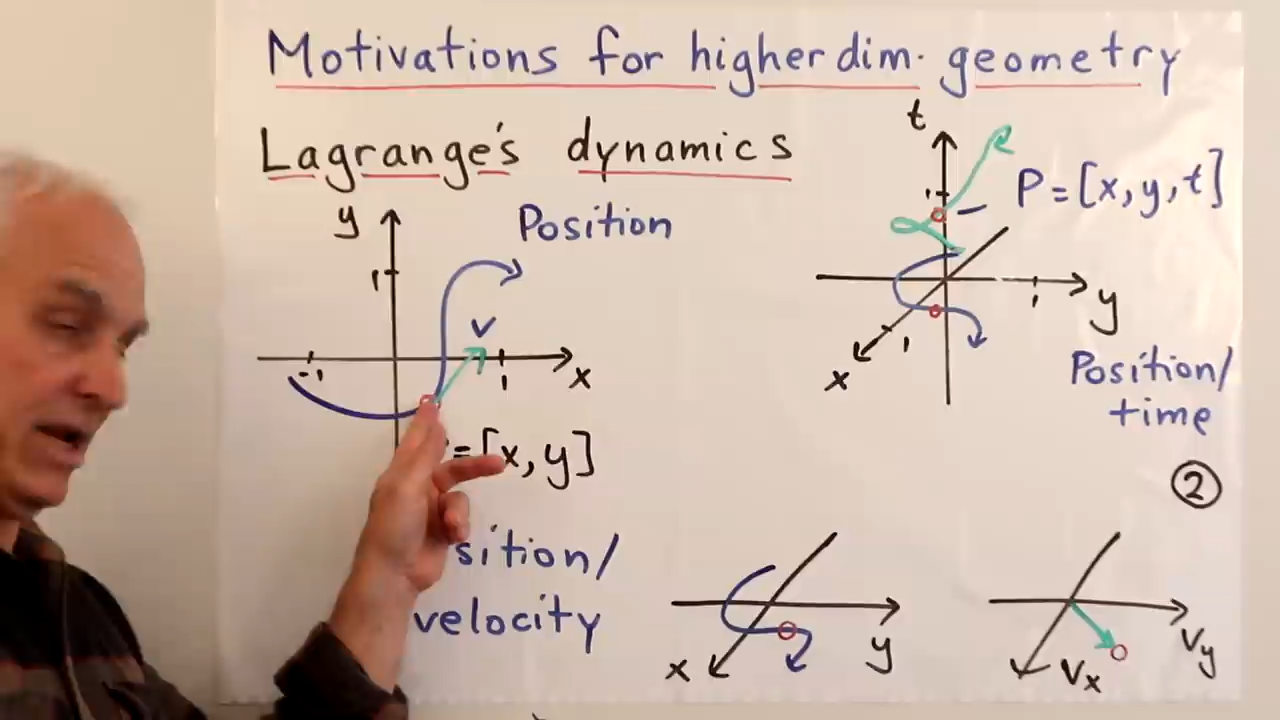 Motivations for higher dim. geometry
Lagrange's dynamics
y
1
Position
v
-1
1
x
=[x, y]
t
1
P=[x, y, t]
1
y
1
x
Position/
time
2
sition/
velocity
x
y
Vx
Vy